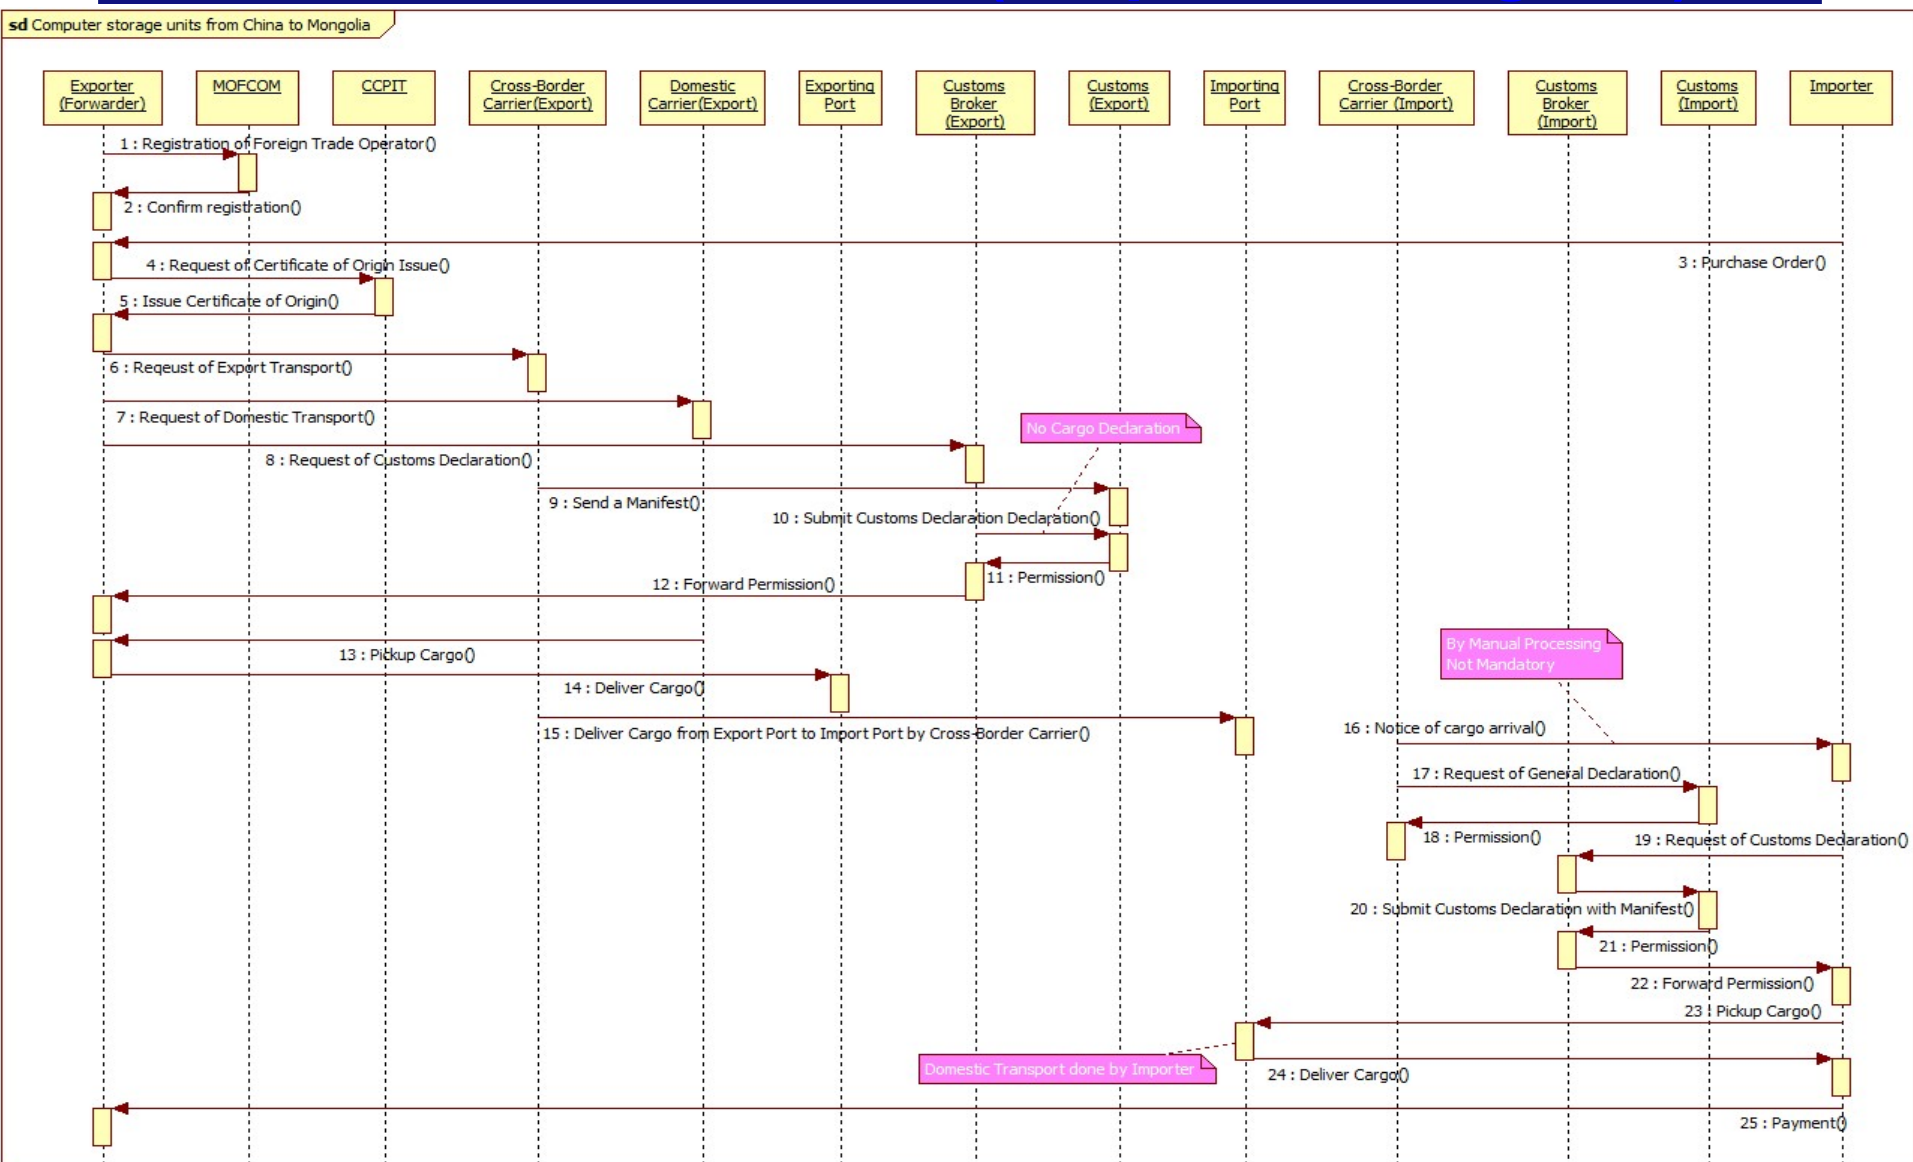 sd Computer storage units from China to Mongolia
Exporter
(Forwarder)
MOFCOM
CCPIT
Cross-Border
Carrier(Export)
Domestic
Carrier(Export)
Exporting
Port
Customs
Broker
(Export)
Customs
(Export)
Importing
Port
Cross-Border
Carrier (Import)
Customs
Broker
(Import)
Customs
(Import)
Importer
1 : Registration of Foreign Trade Operator()
2 : Confirm registration()
3 : Purchase Order()
4 : Request of Certificate of Origin Issue()
5 : Issue Certificate of Origin()
6 : Reqeust of Export Transport()
7 : Request of Domestic Transport()
No Cargo Declaration
8 : Request of Customs Declaration()
9 : Send a Manifest()
10 : Submit Customs Declaration Declaration()
11 : Permission()
12 : Forward Permission()
13 : Pickup Cargo()
By Manual Processing
Not Mandatory
14 : Deliver Cargo()
15 : Deliver Cargo from Export Port to Import Port by Cross-Border Carrier()
16 : Notice of cargo arrival()
17 : Request of General Declaration()
18 : Permission()
19 : Request of Customs Declaration()
20 : Submit Customs Declaration with Manifest()
21 : Permission()
22 : Forward Permission()
23 : Pickup Cargo()
Domestic Transport done by Importer
24 : Deliver Cargo()
25 : Payment()